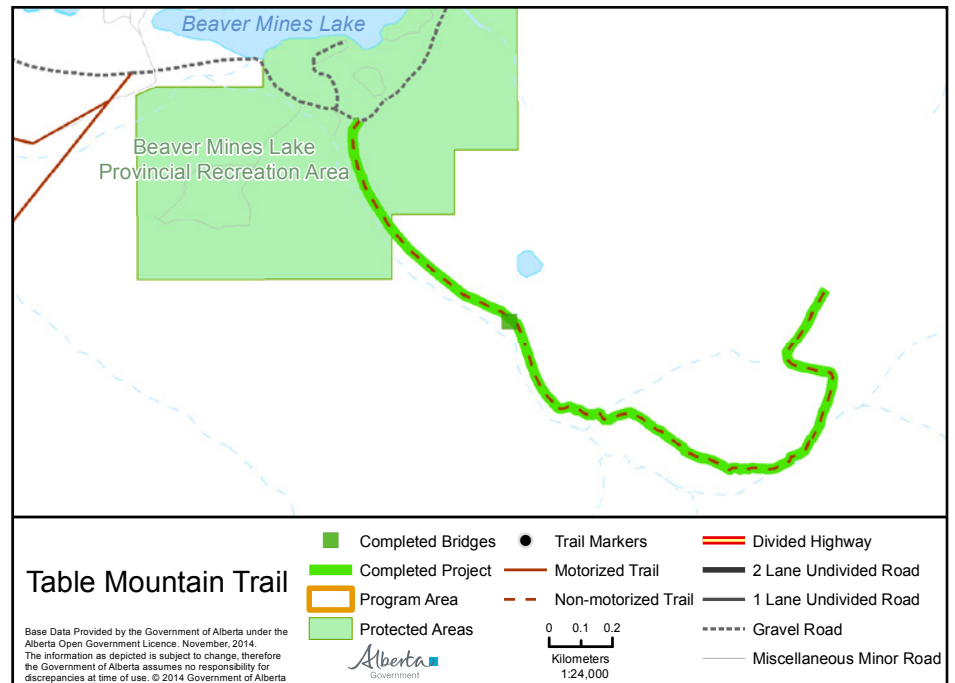 Beaver Mines Lake
Beaver Mines Lake
Provincial Recreation Area
Table Mountain Trail
Base Data Provided by the Government of Alberta under the
Alberta Open Government Licence. November, 2014.
The information as depicted is subject to change, therefore
the Government of Alberta assumes no responsibility for
discrepancies at time of use. © 2014 Government of Alberta
Completed Bridges
Completed Project
Program Area
Protected Areas
Alberta
Government
Trail Markers
Motorized Trail
Non-motorized Trail
0 0.1 0.2
Kilometers
1:24,000
Divided Highway
2 Lane Undivided Road
1 Lane Undivided Road
Gravel Road
Miscellaneous Minor Road